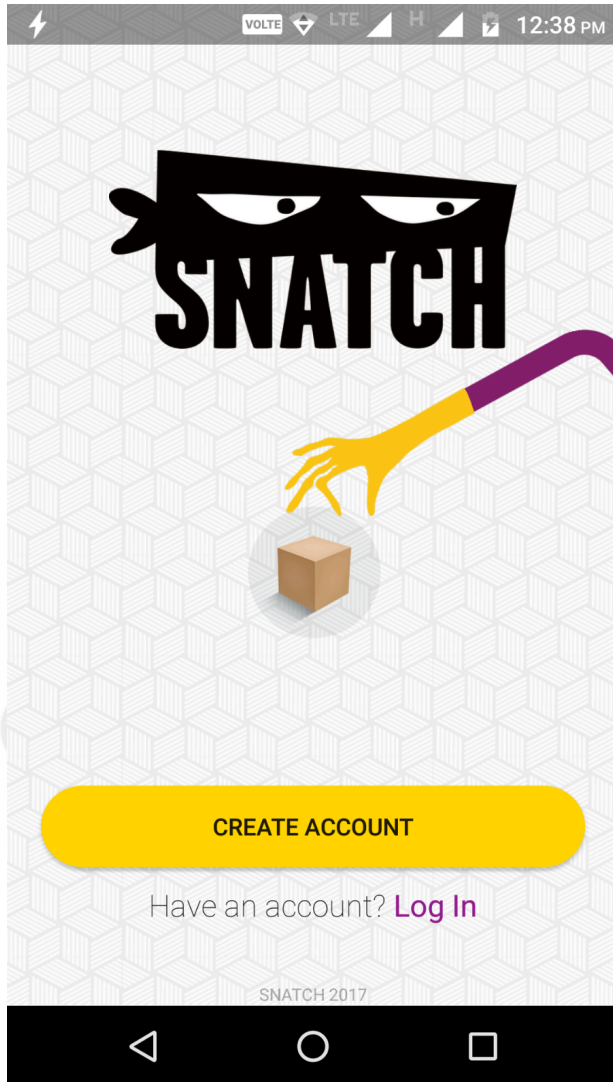 VOLTE LTE H 12:38 PM
SNATCH
CREATE ACCOUNT
Have an account? Log In
SNATCH 2017